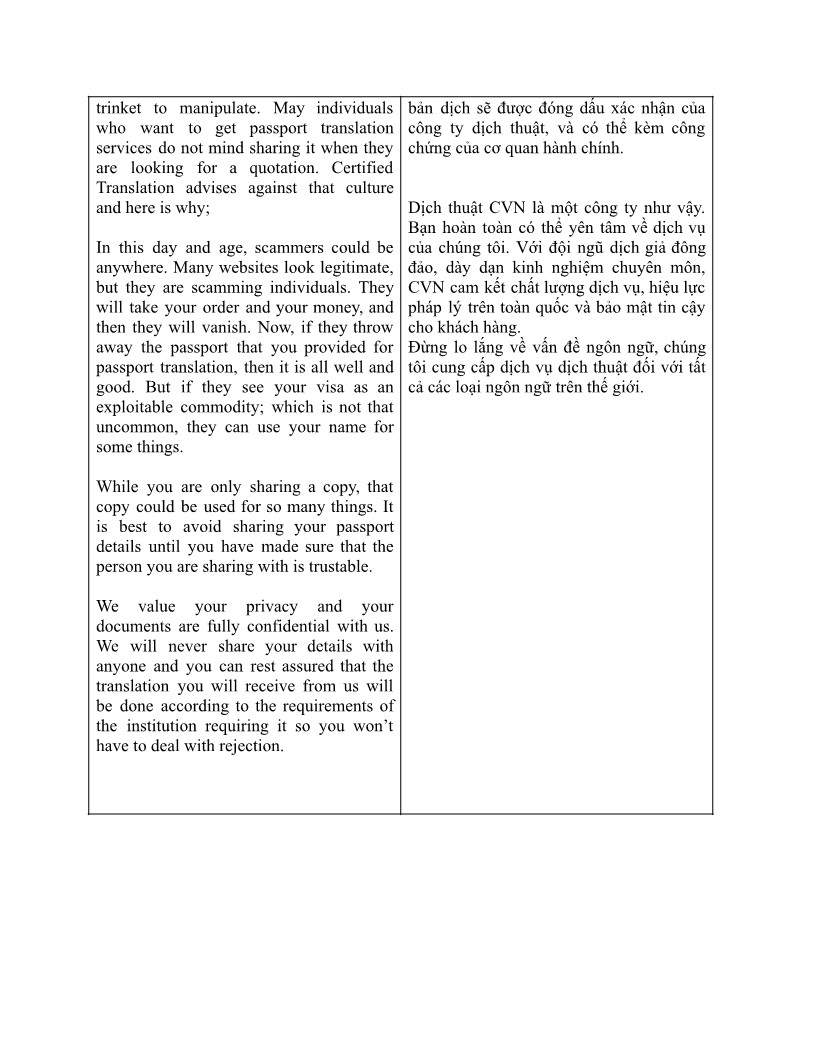 trinket to manipulate. May individuals
who want to get passport translation
services do not mind sharing it when they
are looking for a quotation. Certified
Translation advises against that culture
and here is why;
In this day and age, scammers could be
anywhere. Many websites look legitimate,
but they are scamming individuals. They
will take your order and your money, and
then they will vanish. Now, if they throw
away the passport that you provided for
passport translation, then it is all well and
good. But if they see your visa as an
exploitable commodity; which is not that
uncommon, they can use your name for
some things.
While you are only sharing a copy, that
copy could be used for so many things. It
is best to avoid sharing your passport
details until you have made sure that the
person you are sharing with is trustable.
We value your privacy and your
documents are fully confidential with us.
We will never share your details with
anyone and you can rest assured that the
translation you will receive from us will
be done according to the requirements of
the institution requiring it so you won’t
have to deal with rejection.
bản dịch sẽ được đóng dấu xác nhận của
công ty dịch thuật, và có thể kèm công
chứng của cơ quan hành chính.
Dịch thuật CVN là một công ty như vậy.
Bạn hoàn toàn có thể yên tâm về dịch vụ
của chúng tôi. Với đội ngũ dịch giả đông
đảo, dày dạn kinh nghiệm chuyên môn,
CVN cam kết chất lượng dịch vụ, hiệu lực
pháp lý trên toàn quốc và bảo mật tin cậy
cho khách hàng.
Đừng lo lắng về vấn đề ngôn ngữ, chúng
tôi cung cấp dịch vụ dịch thuật đối với tất
cả các loại ngôn ngữ trên thế giới.